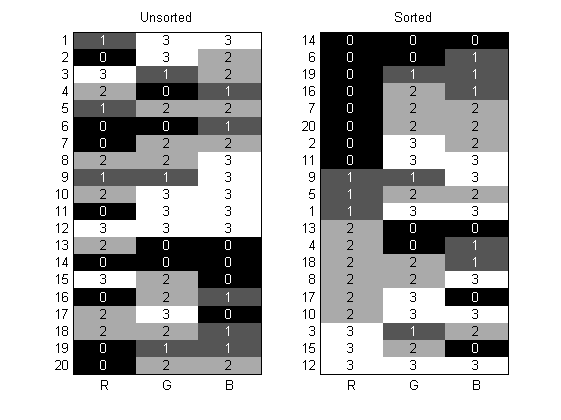 Unsorted Sorted
1 1 3 3 14 0 0 0
2 0 3 2 6 0 0 1
3 3 1 2 19 0 1 1
4 2 0 1 16 0 2 1
5 1 2 2 7 0 2 2
6 0 0 1 20 0 2 2
7 0 2 2 2 0 3 2
8 2 2 3 11 0 3 3
9 1 1 3 9 1 1 3
10 2 3 3 5 1 2 2
11 0 3 3 1 1 3 3
12 3 3 3 13 2 0 0
13 2 0 0 4 2 0 1
14 0 0 0 18 2 2 1
15 3 2 0 8 2 2 3
16 0 2 1 17 2 3 0
17 2 3 0 10 2 3 3
18 2 2 1 3 3 1 2
19 0 1 1 15 3 2 0
20 0 2 2 12 3 3 3
R G B R G B